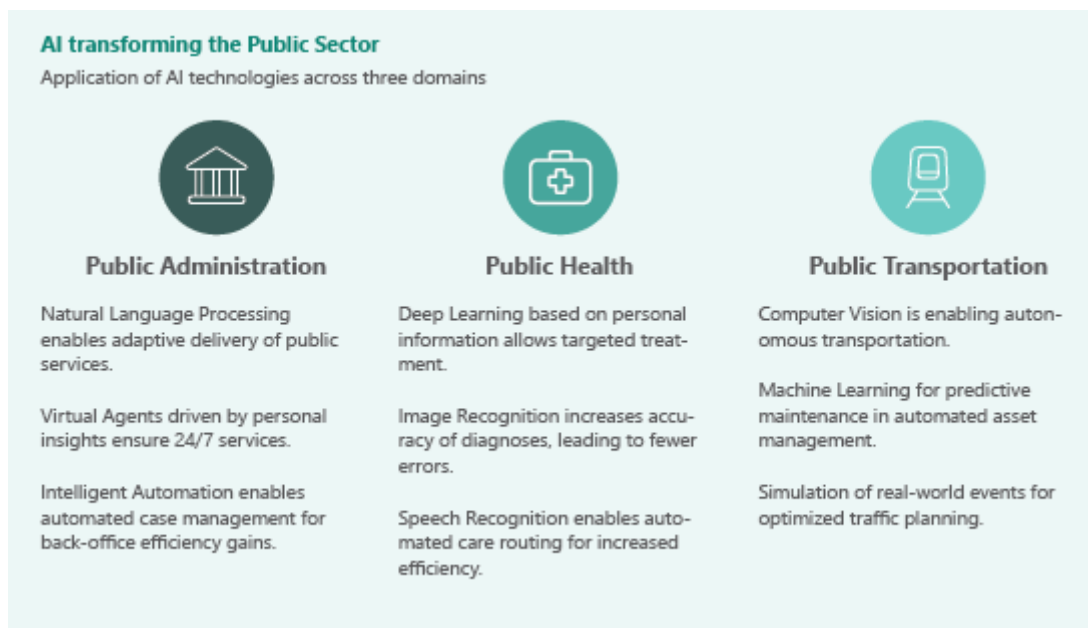 AI transforming the Public Sector
Application of AI technologies across three domains
Public Administration
Natural Language Processing
enables adaptive delivery of public
services.
Virtual Agents driven by personal
insights ensure 24/7 services.
Intelligent Automation enables
automated case management for
back-office efficiency gains.
Public Health
Deep Learning based on personal
information allows targeted treat-
ment.
Image Recognition increases accu-
racy of diagnoses, leading to fewer
errors.
Speech Recognition enables auto-
mated care routing for increased
efficiency.
Public Transportation
Computer Vision is enabling auton-
omous transportation.
Machine Learning for predictive
maintenance in automated asset
management.
Simulation of real-world events for
optimized traffic planning.